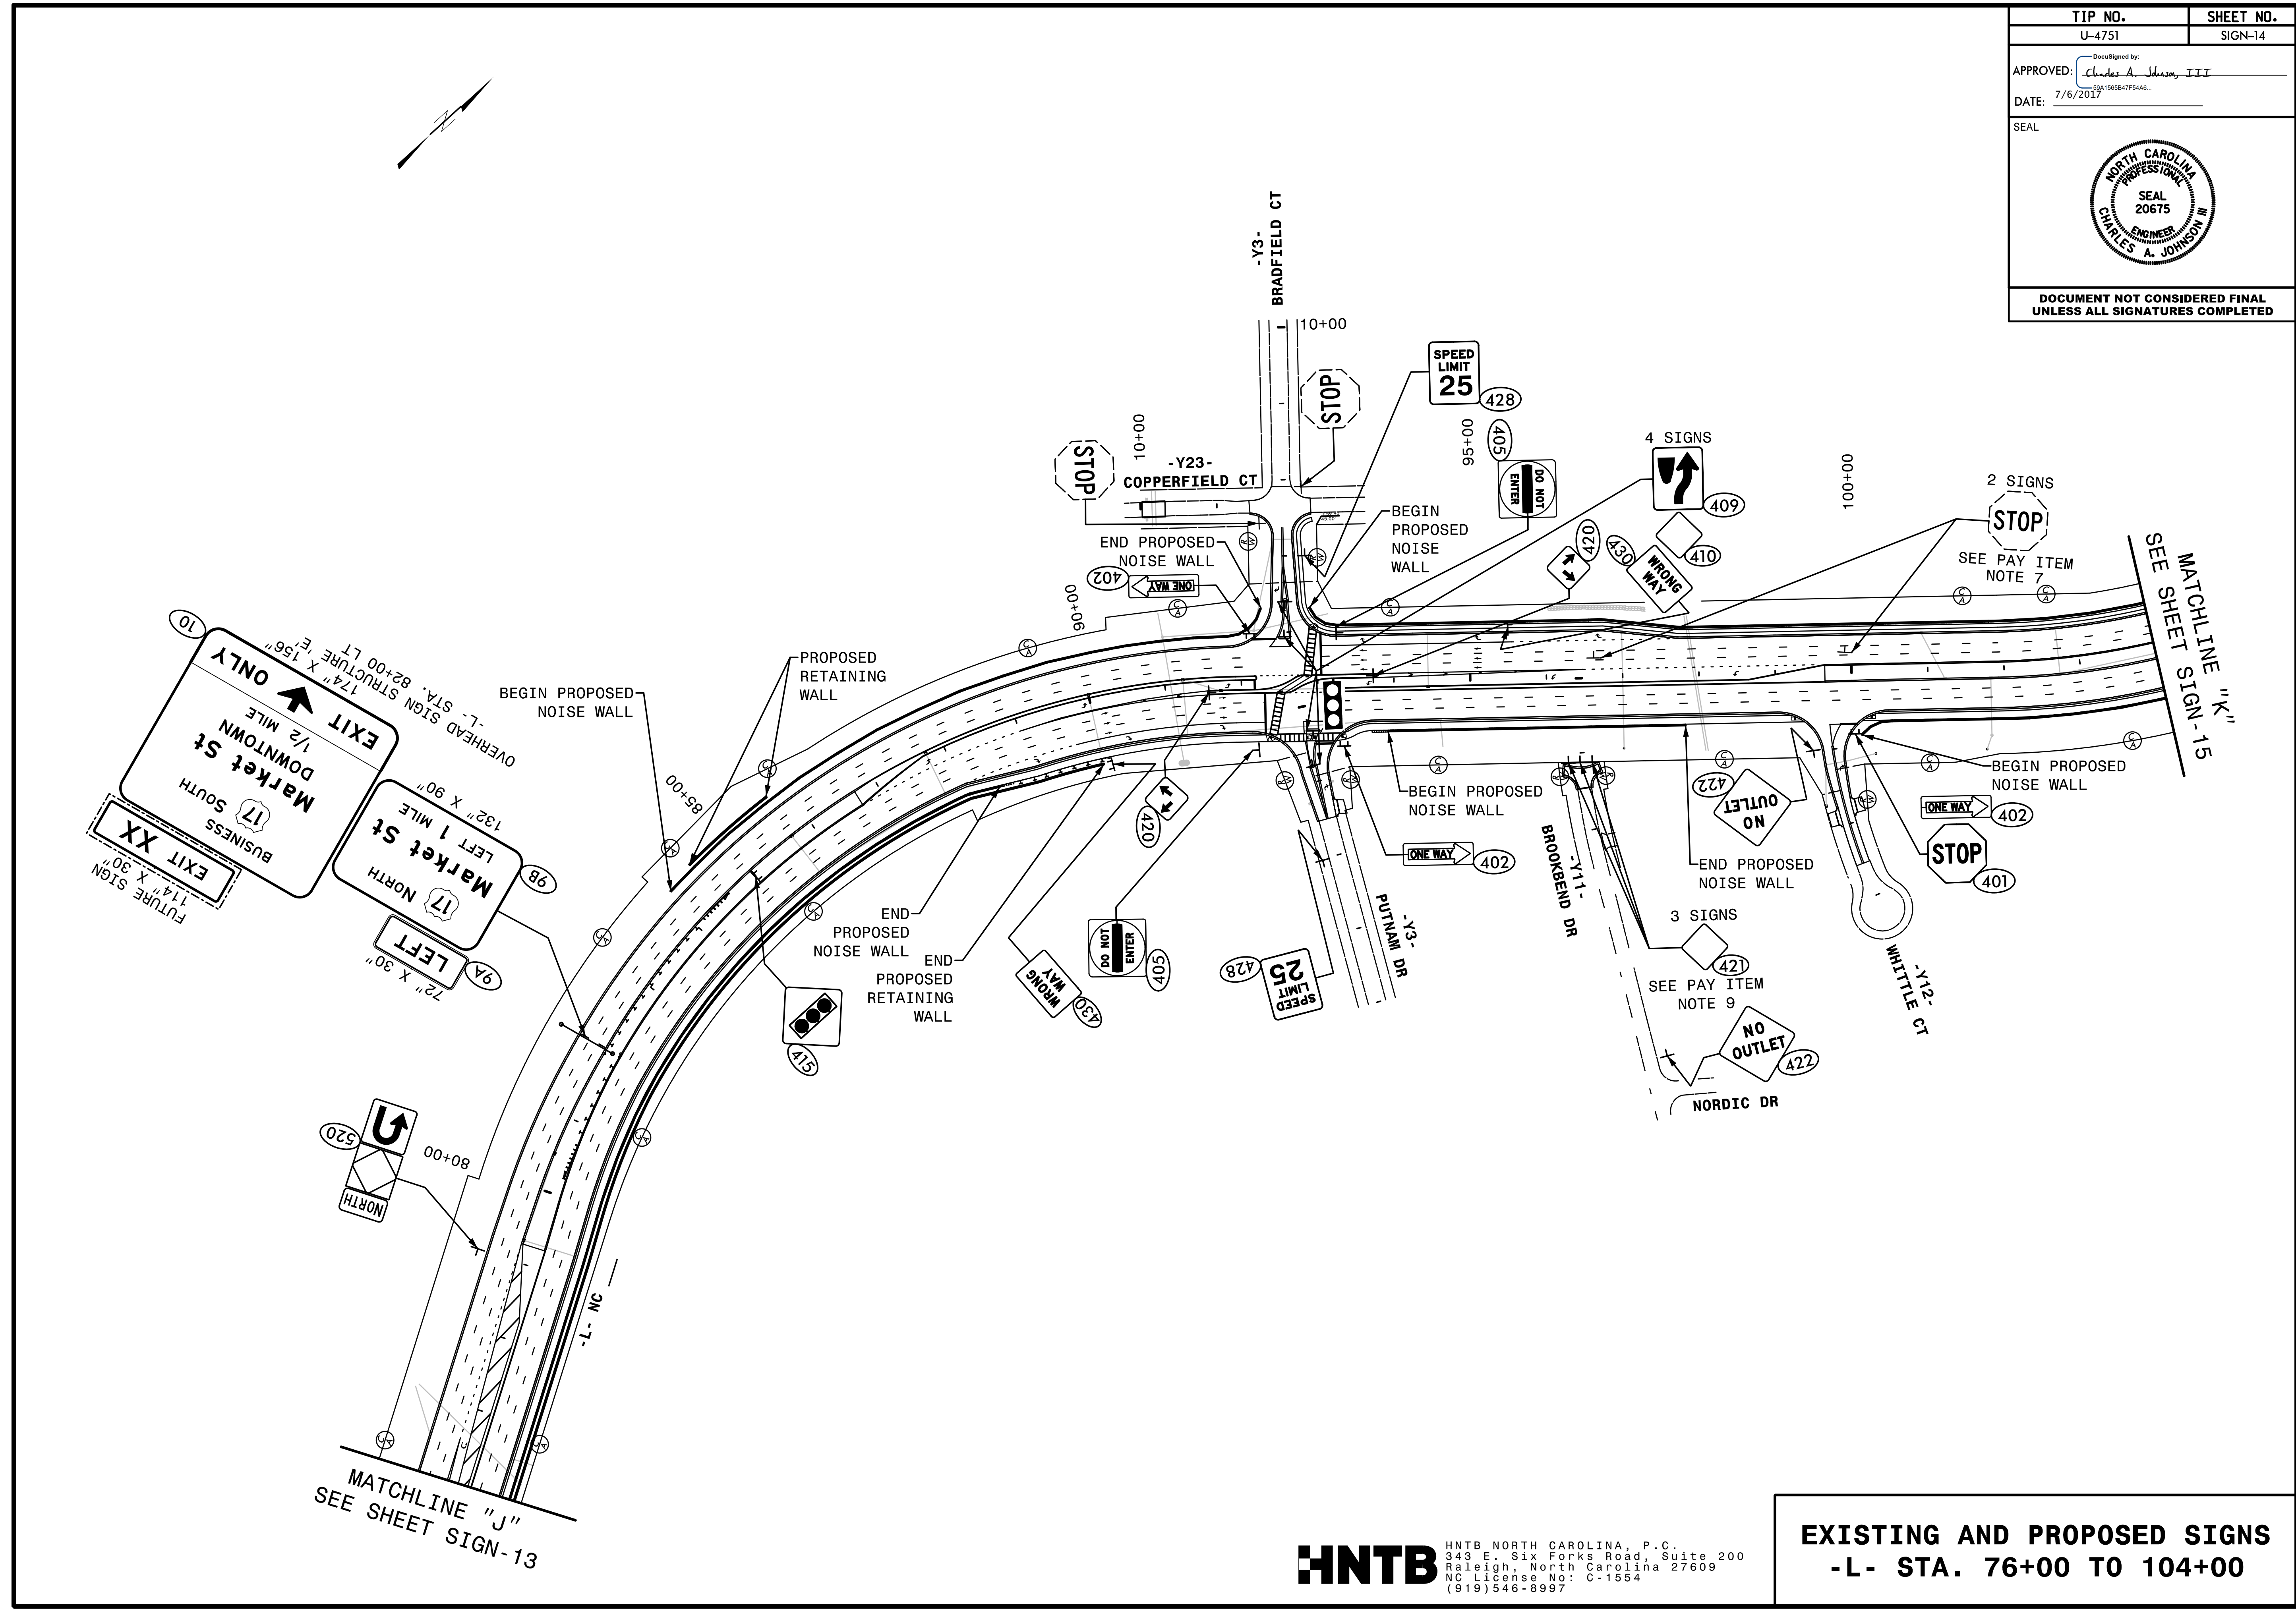 TIP NO.
SHEET NO.
U-4751
SIGN-14
APPROVED:
DocuSigned by:
Charles A. Johnson, III
59A1565B47F54A6...
DATE: 7/6/2017
SEAL
NORTH CAROLINA
PROFESSIONAL
SEAL
20675
ENGINEER
CHARLES A. JOHNSON III
DOCUMENT NOT CONSIDERED FINAL
UNLESS ALL SIGNATURES COMPLETED
N
-Y3-
BRADFIELD CT
10+00
STOP
SPEED
LIMIT
25
428
10+00
STOP
-Y23-
COPPERFIELD CT
95+00
405
DO NOT
ENTER
4 SIGNS
409
410
100+00
2 SIGNS
STOP
SEE PAY ITEM
NOTE 7
BEGIN
PROPOSED
NOISE
WALL
420
430
WRONG
WAY
END PROPOSED
NOISE WALL
402
ONE WAY
90+00
MATCHLINE "K"
SEE SHEET SIGN-15
PROPOSED
RETAINING
WALL
BEGIN PROPOSED
NOISE WALL
85+00
10
EXIT ONLY
1/2 MILE
DOWNTOWN
Market St
17
BUSINESS SOUTH
EXIT XX
174" X 156"
OVERHEAD SIGN STRUCTURE 'E'
-L- STA. 82+00 LT
114" X 30"
FUTURE SIGN
132" X 90"
LEFT 1 MILE
Market St
17 NORTH
9B
LEFT
9A
72" X 30"
520
NORTH
80+00
-L- NC
MATCHLINE "J"
SEE SHEET SIGN-13
415
END
PROPOSED
NOISE WALL
END
PROPOSED
RETAINING
WALL
420
WRONG
WAY
430
DO NOT
ENTER
405
428
SPEED
LIMIT
25
BEGIN PROPOSED
NOISE WALL
ONE WAY
402
-Y3-
PUTNAM DR
-Y11-
BROOKBEND DR
422
NO
OUTLET
END PROPOSED
NOISE WALL
3 SIGNS
421
SEE PAY ITEM
NOTE 9
NO
OUTLET
422
NORDIC DR
BEGIN PROPOSED
NOISE WALL
ONE WAY
402
STOP
401
-Y12-
WHITTLE CT
HNTB
HNTB NORTH CAROLINA, P.C.
343 E. Six Forks Road, Suite 200
Raleigh, North Carolina 27609
NC License No: C-1554
(919)546-8997
EXISTING AND PROPOSED SIGNS
-L- STA. 76+00 TO 104+00